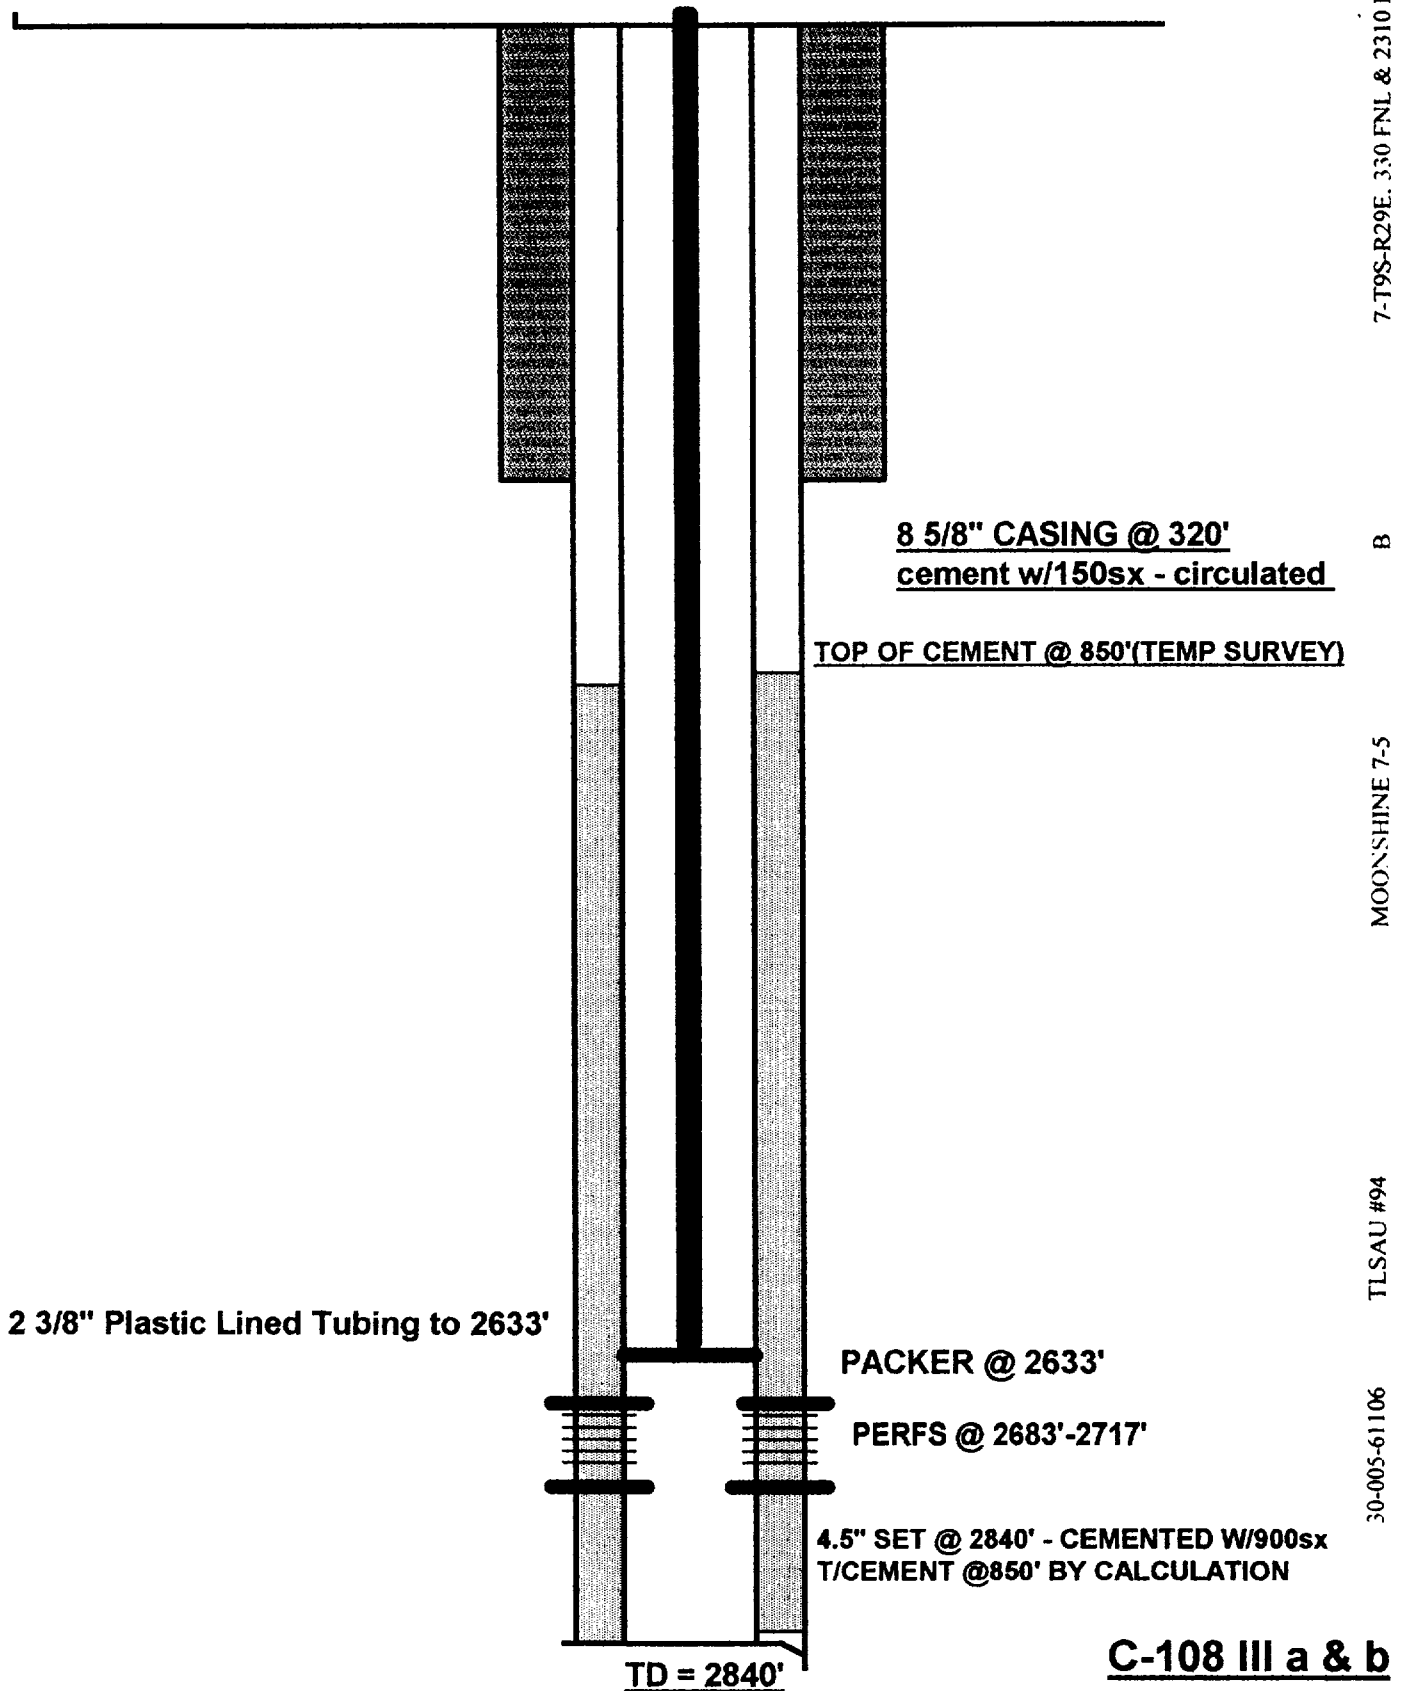 8 5/8" CASING @ 320'
cement w/150sx - circulated
TOP OF CEMENT @ 850'(TEMP SURVEY)
2 3/8" Plastic Lined Tubing to 2633'
PACKER @ 2633'
PERFS @ 2683'-2717'
4.5" SET @ 2840' - CEMENTED W/900sx
T/CEMENT @850' BY CALCULATION
TD = 2840'
C-108 III a & b
30-005-61106 TLSAU #94 MOONSHINE 7-5 B 7-T9S-R29E. 330 FNL & 2310